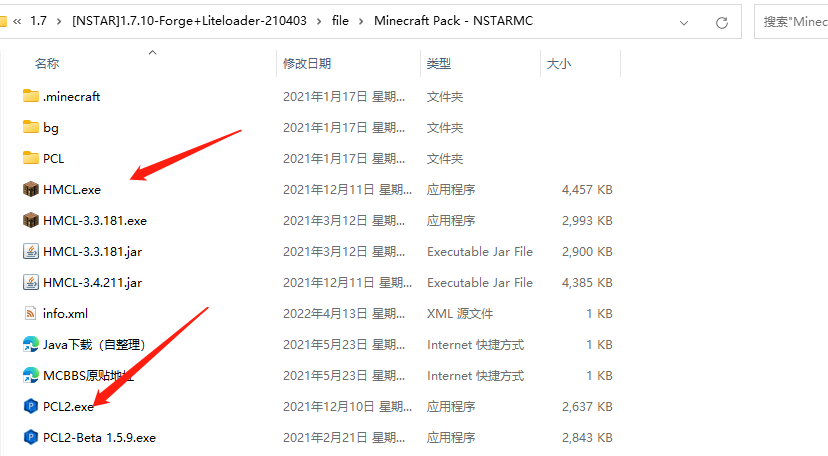 « 1.7 › [NSTAR]1.7.10-Forge+Liteloader-210403 › file › Minecraft Pack - NSTARMC 搜索"Minec
名称 修改日期 类型 大小
.minecraft 2021年1月17日 星期... 文件夹
bg 2021年1月17日 星期... 文件夹
PCL 2021年1月17日 星期... 文件夹
HMCL.exe 2021年12月11日 星期... 应用程序 4,457 KB
HMCL-3.3.181.exe 2021年3月12日 星期... 应用程序 2,993 KB
HMCL-3.3.181.jar 2021年3月12日 星期... Executable Jar File 2,900 KB
HMCL-3.4.211.jar 2021年12月11日 星期... Executable Jar File 4,385 KB
info.xml 2022年4月13日 星期... XML 源文件 1 KB
Java下载（自整理） 2021年5月23日 星期... Internet 快捷方式 1 KB
MCBBS原贴地址 2021年5月23日 星期... Internet 快捷方式 1 KB
PCL2.exe 2021年12月10日 星期... 应用程序 2,637 KB
PCL2-Beta 1.5.9.exe 2021年2月21日 星期... 应用程序 2,843 KB